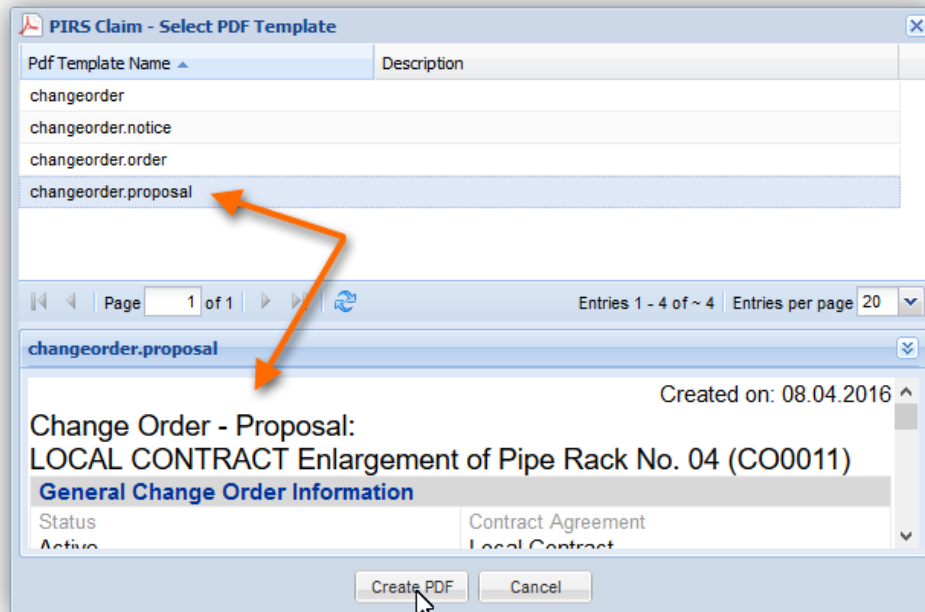 PIRS Claim - Select PDF Template
Pdf Template Name Description
changeorder
changeorder.notice
changeorder.order
changeorder.proposal
Page 1 of 1 Entries 1 - 4 of ~ 4 Entries per page 20
changeorder.proposal
Created on: 08.04.2016
Change Order - Proposal:
LOCAL CONTRACT Enlargement of Pipe Rack No. 04 (CO0011)
General Change Order Information
Status Contract Agreement
Active Local Contract
Create PDF Cancel